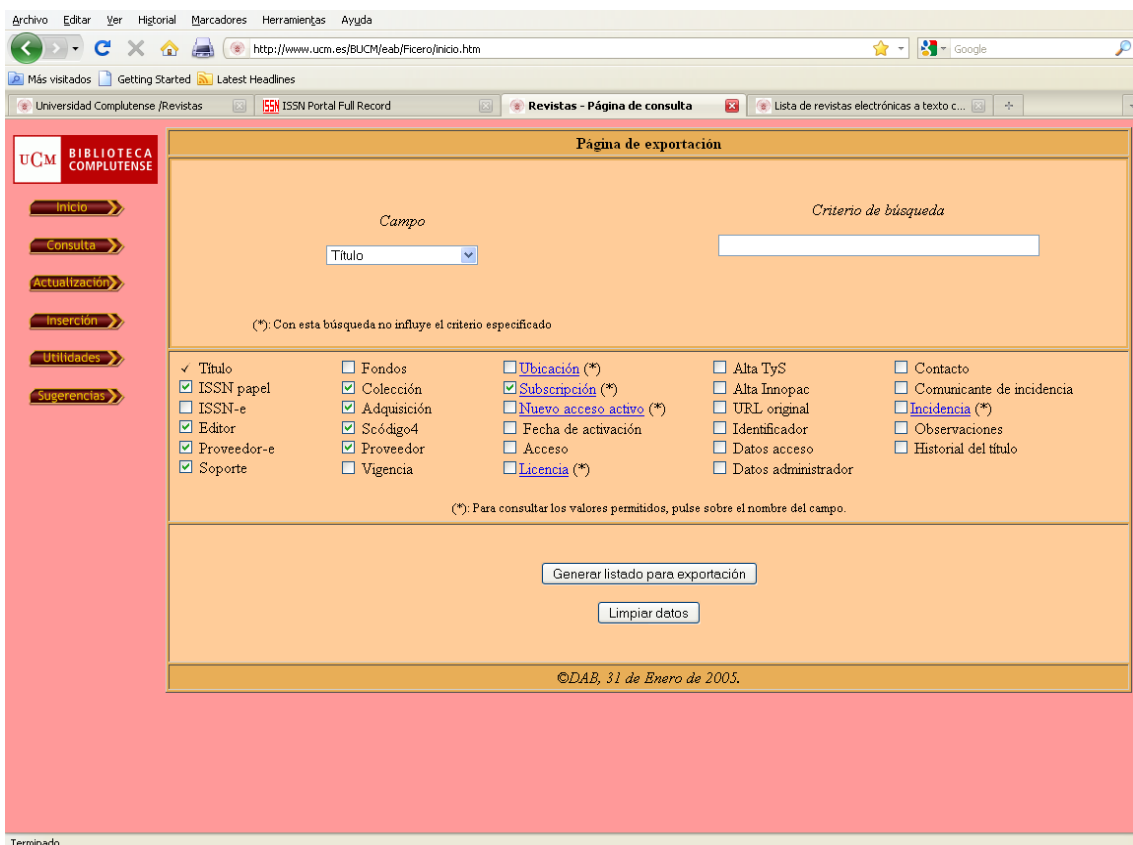 Archivo Editar Ver Historial Marcadores Herramientas Ayuda
http://www.ucm.es/BUCM/eab/Ficero/inicio.htm
Google
Más visitados Getting Started Latest Headlines
Universidad Complutense /Revistas
ISSN ISSN Portal Full Record
Revistas - Página de consulta
Lista de revistas electrónicas a texto c...
UCM BIBLIOTECA COMPLUTENSE
Inicio
Consulta
Actualización
Inserción
Utilidades
Sugerencias
Página de exportación
Campo
Criterio de búsqueda
Título
(*): Con esta búsqueda no influye el criterio especificado
Título Fondos Ubicación (*) Alta TyS Contacto
ISSN papel Colección Subscripción (*) Alta Innopac Comunicante de incidencia
ISSN-e Adquisición Nuevo acceso activo (*) URL original Incidencia (*)
Editor Scódigo4 Fecha de activación Identificador Observaciones
Proveedor-e Proveedor Acceso Datos acceso Historial del título
Soporte Vigencia Licencia (*) Datos administrador
(*): Para consultar los valores permitidos, pulse sobre el nombre del campo.
Generar listado para exportación
Limpiar datos
©DAB, 31 de Enero de 2005.
Terminado